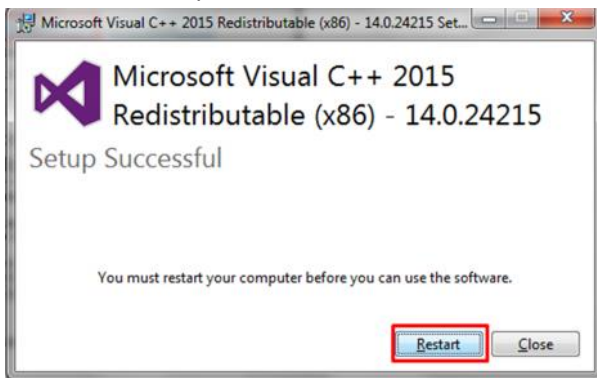 Microsoft Visual C++ 2015 Redistributable (x86) - 14.0.24215 Set...
Microsoft Visual C++ 2015
Redistributable (x86) - 14.0.24215
Setup Successful
You must restart your computer before you can use the software.
Restart Close